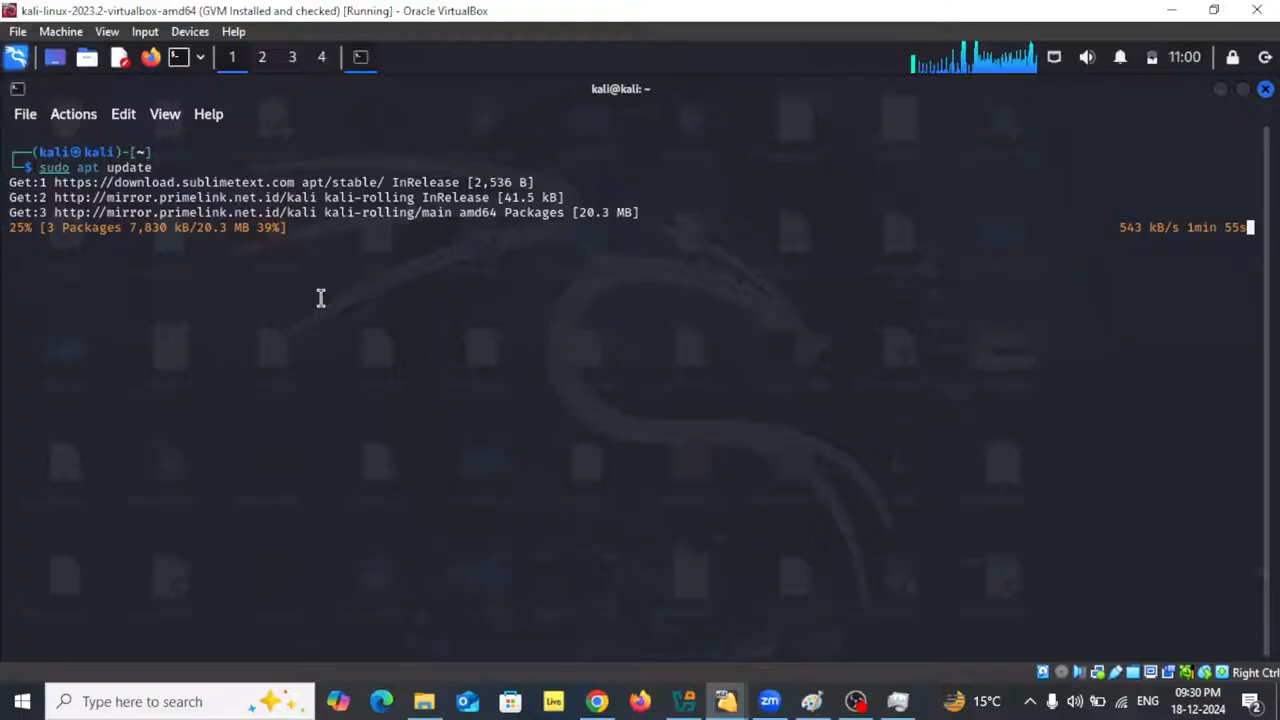 kali-linux-2023.2-virtualbox-amd64 (GVM Installed and checked) [Running] - Oracle VirtualBox
File Machine View Input Devices Help
1 2 3 4 11:00
kali@kali: ~
File Actions Edit View Help
┌──(kali㉿kali)-[~]
└─$ sudo apt update
Get:1 https://download.sublimetext.com apt/stable/ InRelease [2,536 B]
Get:2 http://mirror.primelink.net.id/kali kali-rolling InRelease [41.5 kB]
Get:3 http://mirror.primelink.net.id/kali kali-rolling/main amd64 Packages [20.3 MB]
25% [3 Packages 7,830 kB/20.3 MB 39%] 543 kB/s 1min 55s
Right Ctrl
Type here to search
Live
zm
15°C
ENG
09:30 PM
18-12-2024
2